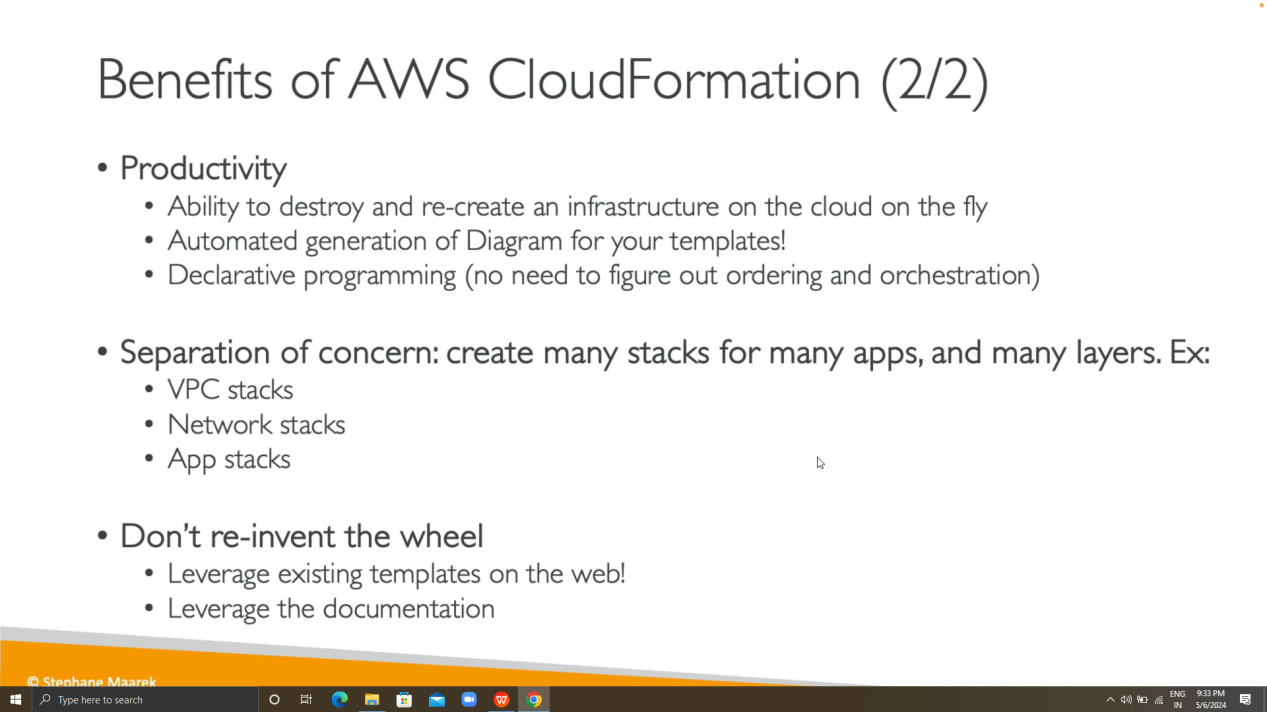 Benefits of AWS CloudFormation (2/2)
• Productivity
• Ability to destroy and re-create an infrastructure on the cloud on the fly
• Automated generation of Diagram for your templates!
• Declarative programming (no need to figure out ordering and orchestration)
• Separation of concern: create many stacks for many apps, and many layers. Ex:
• VPC stacks
• Network stacks
• App stacks
• Don't re-invent the wheel
• Leverage existing templates on the web!
• Leverage the documentation
© Stephane Maarek
Type here to search
W
ENG
IN
9:33 PM
5/6/2024